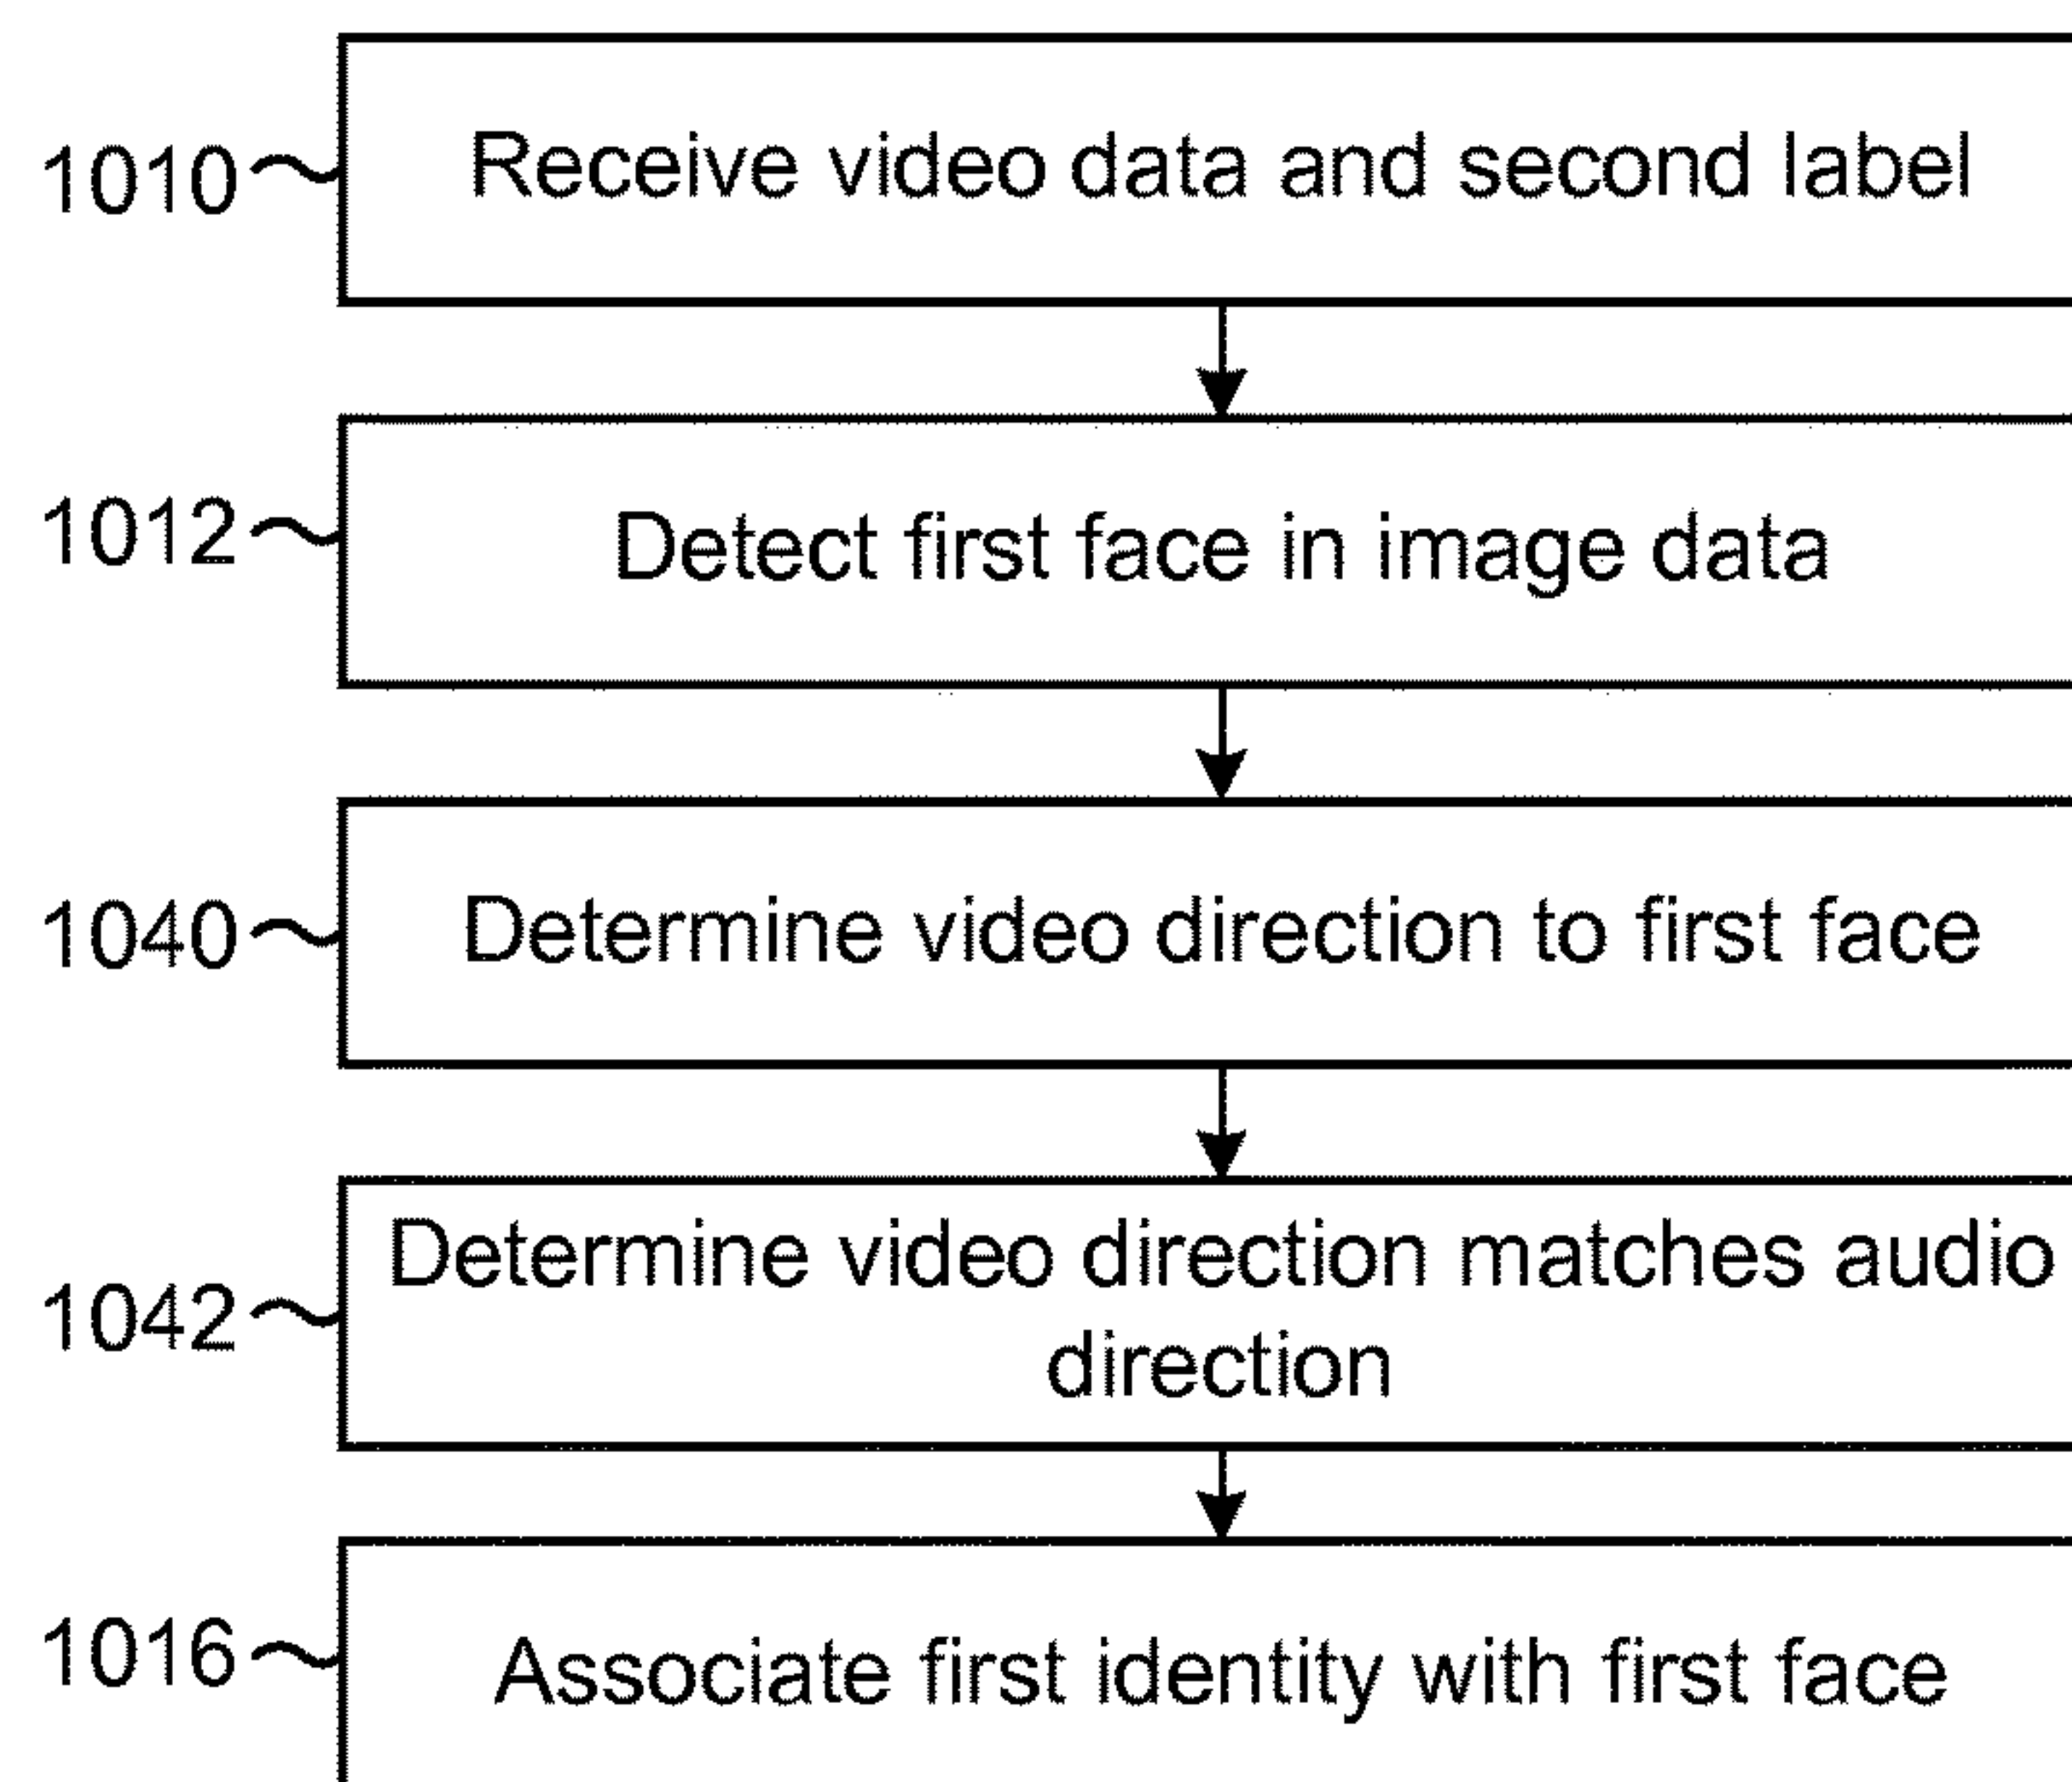 1010 Receive video data and second label
1012 Detect first face in image data
1040 Determine video direction to first face
Determine video direction matches audio
1042
direction
1016 Associate first identity with first face